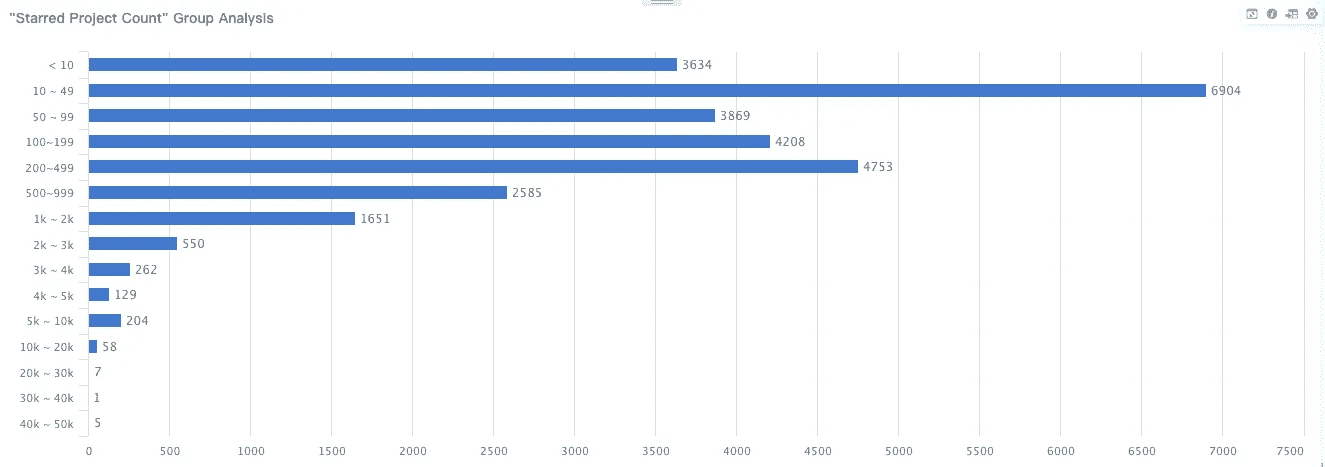 "Starred Project Count" Group Analysis
< 10 3634
10 ~ 49 6904
50 ~ 99 3869
100~199 4208
200~499 4753
500~999 2585
1k ~ 2k 1651
2k ~ 3k 550
3k ~ 4k 262
4k ~ 5k 129
5k ~ 10k 204
10k ~ 20k 58
20k ~ 30k 7
30k ~ 40k 1
40k ~ 50k 5
0 500 1000 1500 2000 2500 3000 3500 4000 4500 5000 5500 6000 6500 7000 7500